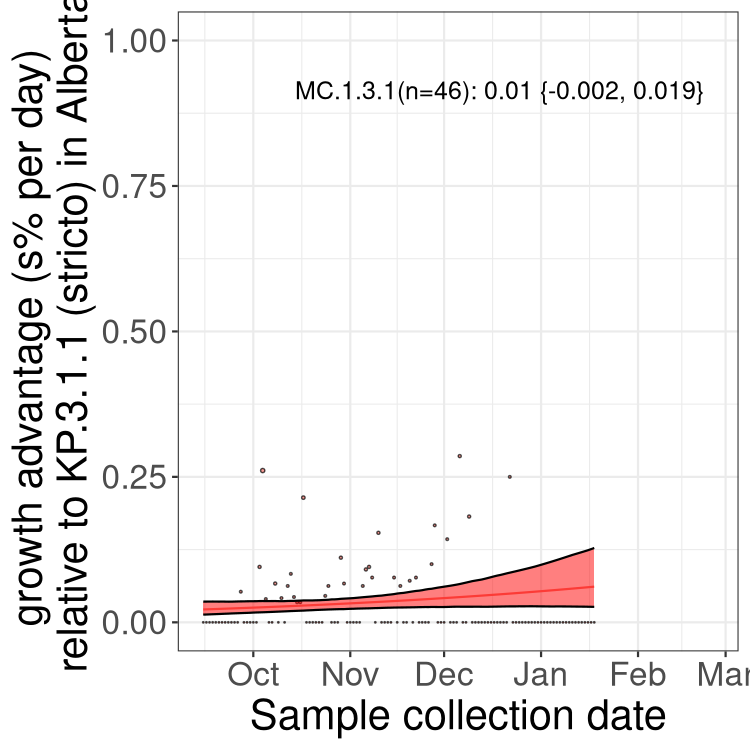 growth advantage (s% per day)
relative to KP.3.1.1 (stricto) in Alberta
1.00
0.75
0.50
0.25
0.00
MC.1.3.1(n=46): 0.01 {-0.002, 0.019}
Oct Nov Dec Jan Feb Mar
Sample collection date